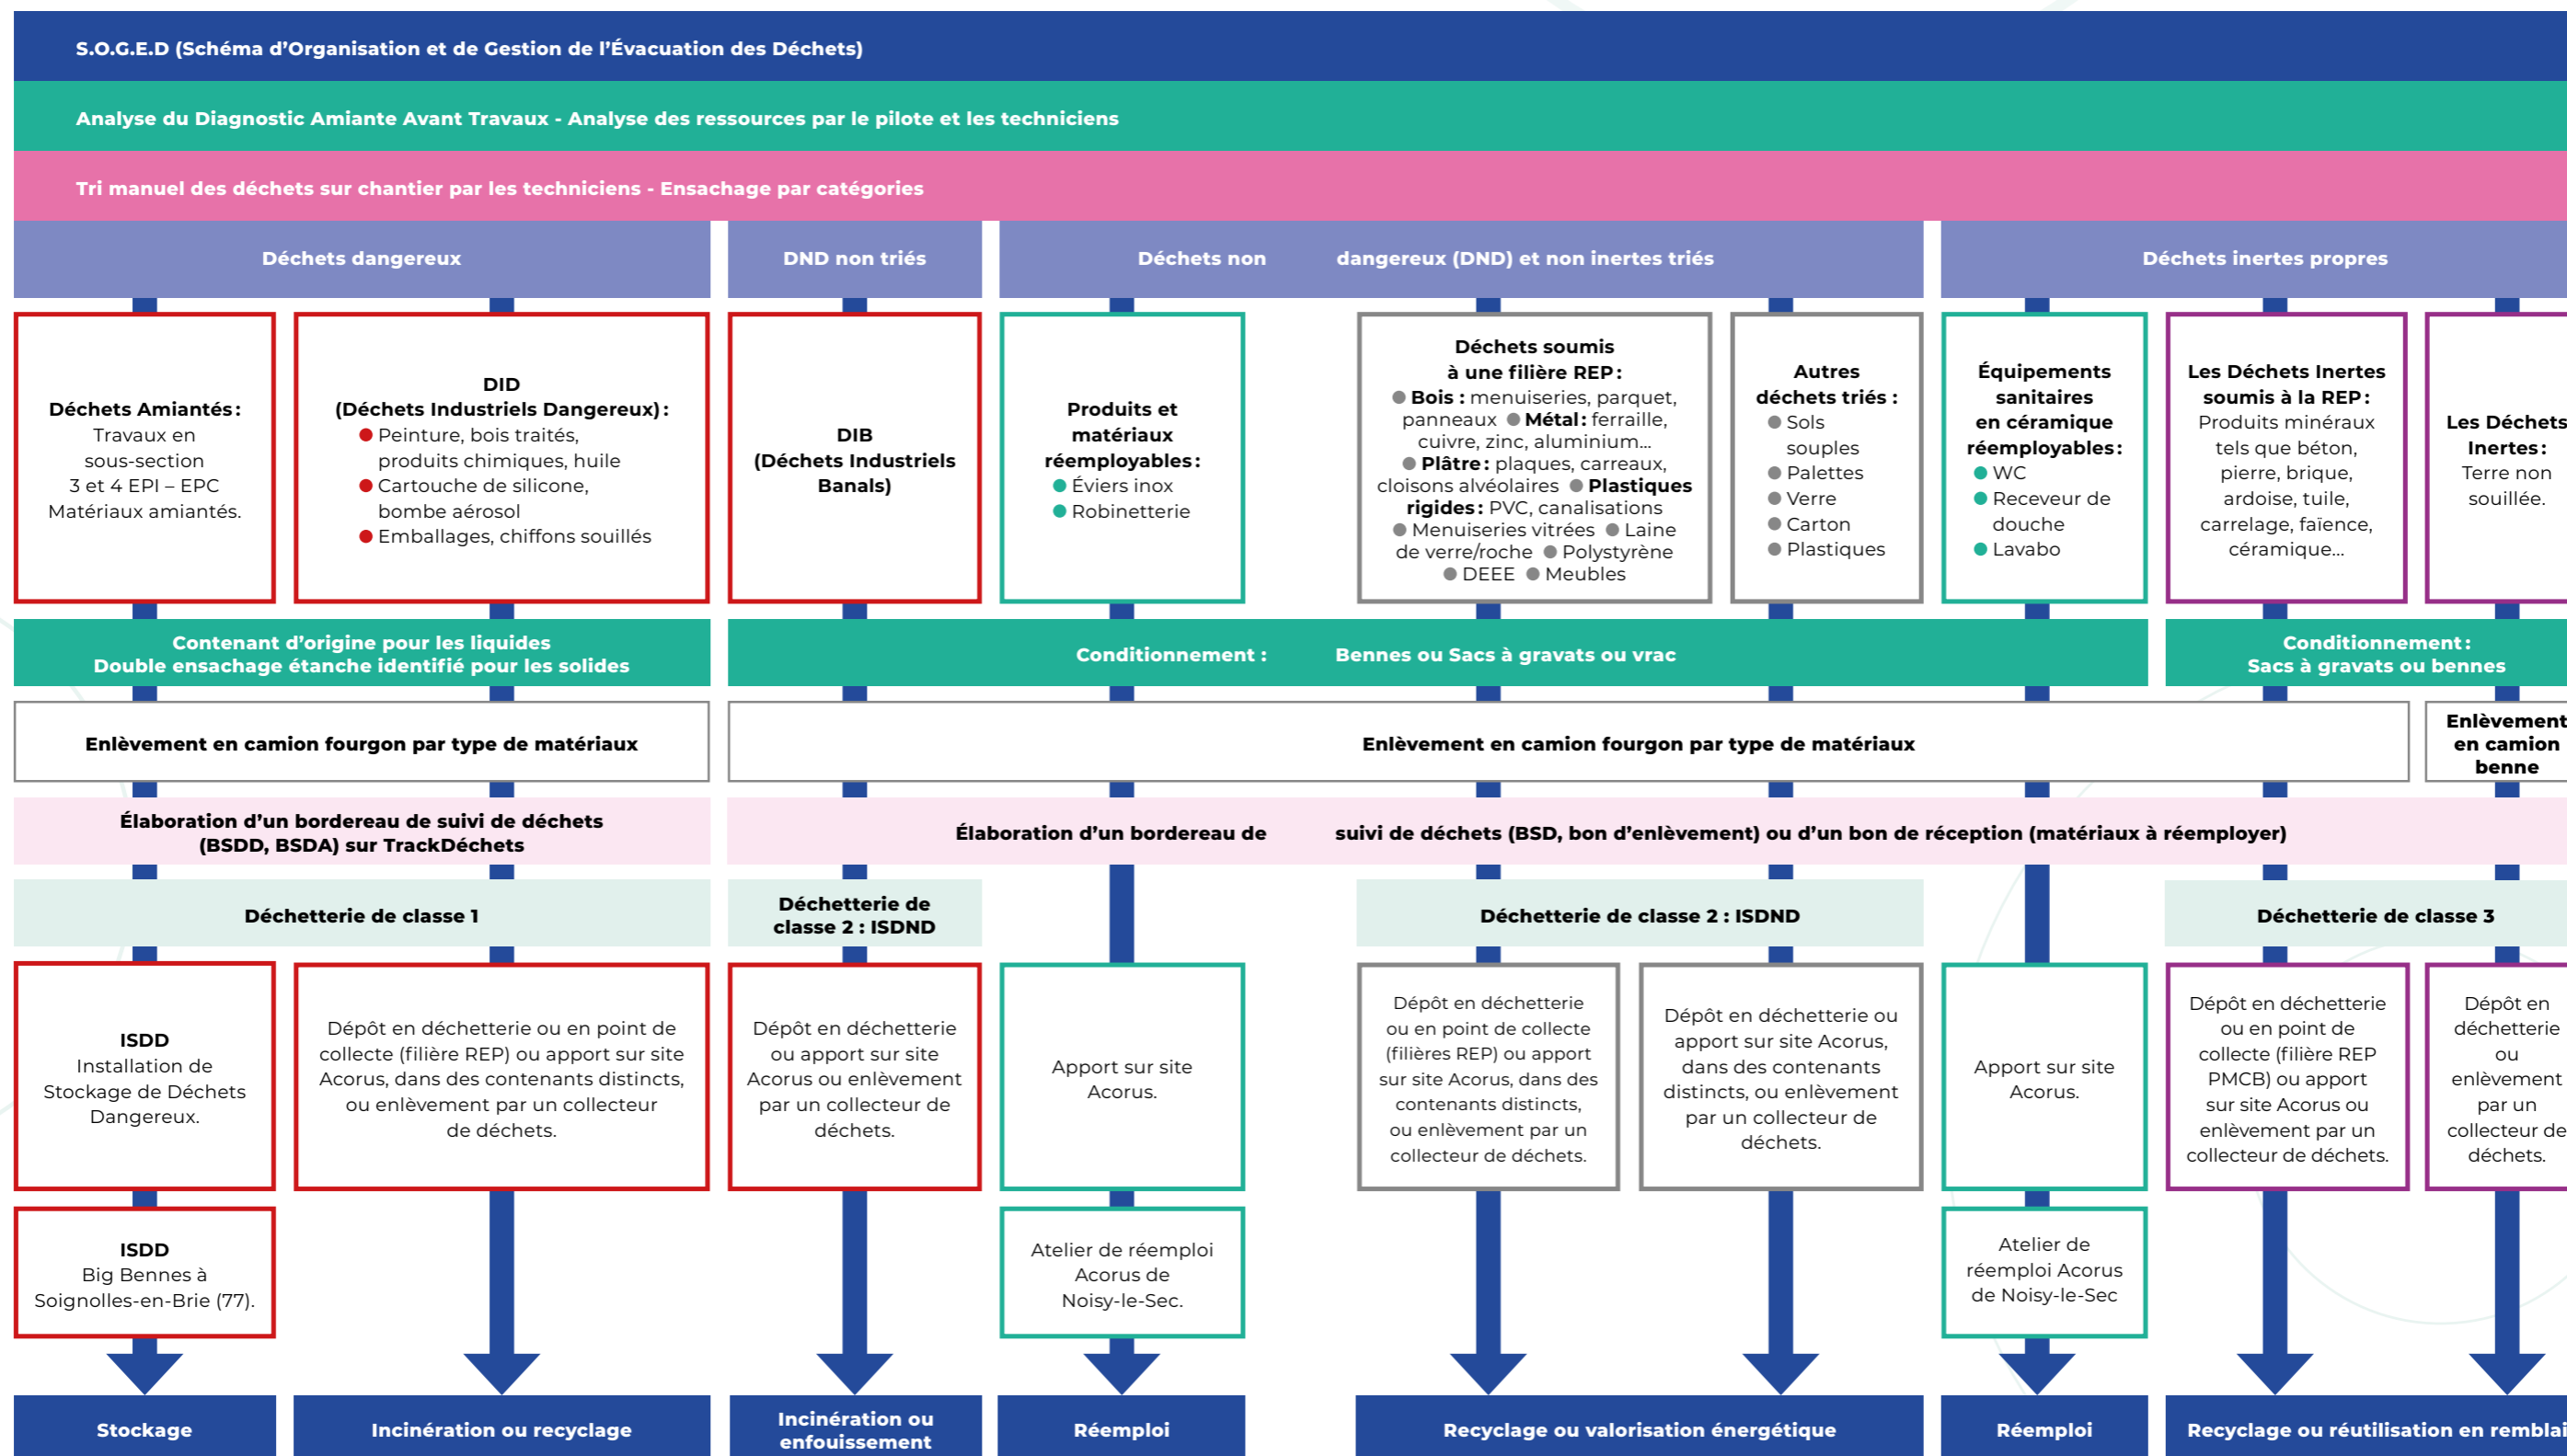 S.O.G.E.D (Schéma d’Organisation et de Gestion de l’Évacuation des Déchets)
Analyse du Diagnostic Amiante Avant Travaux - Analyse des ressources par le pilote et les techniciens
Tri manuel des déchets sur chantier par les techniciens - Ensachage par catégories
Déchets dangereux
DND non triés
Déchets non dangereux (DND) et non inertes triés
Déchets inertes propres
Déchets Amiantés :
Travaux en
sous-section
3 et 4 EPI – EPC
Matériaux amiantés.
DID
(Déchets Industriels Dangereux) :
● Peinture, bois traités,
produits chimiques, huile
● Cartouche de silicone,
bombe aérosol
● Emballages, chiffons souillés
DIB
(Déchets Industriels
Banals)
Produits et
matériaux
réemployables :
● Éviers inox
● Robinetterie
Déchets soumis
à une filière REP :
● Bois : menuiseries, parquet,
panneaux ● Métal : ferraille,
cuivre, zinc, aluminium...
● Plâtre : plaques, carreaux,
cloisons alvéolaires ● Plastiques
rigides : PVC, canalisations
● Menuiseries vitrées ● Laine
de verre/roche ● Polystyrène
● DEEE ● Meubles
Autres
déchets triés :
● Sols
souples
● Palettes
● Verre
● Carton
● Plastiques
Équipements
sanitaires
en céramique
réemployables :
● WC
● Receveur de
douche
● Lavabo
Les Déchets Inertes
soumis à la REP :
Produits minéraux
tels que béton,
pierre, brique,
ardoise, tuile,
carrelage, faïence,
céramique...
Les Déchets
Inertes :
Terre non
souillée.
Contenant d’origine pour les liquides
Double ensachage étanche identifié pour les solides
Conditionnement : Bennes ou Sacs à gravats ou vrac
Conditionnement :
Sacs à gravats ou bennes
Enlèvement en camion fourgon par type de matériaux
Enlèvement en camion fourgon par type de matériaux
Enlèvement
en camion
benne
Élaboration d’un bordereau de suivi de déchets
(BSDD, BSDA) sur TrackDéchets
Élaboration d’un bordereau de suivi de déchets (BSD, bon d’enlèvement) ou d’un bon de réception (matériaux à réemployer)
Déchetterie de classe 1
Déchetterie de
classe 2 : ISDND
Déchetterie de classe 2 : ISDND
Déchetterie de classe 3
ISDD
Installation de
Stockage de Déchets
Dangereux.
Dépôt en déchetterie ou en point de
collecte (filière REP) ou apport sur site
Acorus, dans des contenants distincts,
ou enlèvement par un collecteur
de déchets.
Dépôt en déchetterie
ou apport sur site
Acorus ou enlèvement
par un collecteur de
déchets.
Apport sur site
Acorus.
Dépôt en déchetterie
ou en point de collecte
(filières REP) ou apport
sur site Acorus, dans des
contenants distincts,
ou enlèvement par un
collecteur de déchets.
Dépôt en déchetterie ou
apport sur site Acorus,
dans des contenants
distincts, ou enlèvement
par un collecteur de
déchets.
Apport sur site
Acorus.
Dépôt en déchetterie
ou en point de
collecte (filière REP
PMCB) ou apport
sur site Acorus ou
enlèvement par un
collecteur de déchets.
Dépôt en
déchetterie
ou
enlèvement
par un
collecteur de
déchets.
ISDD
Big Bennes à
Soignolles-en-Brie (77).
Atelier de réemploi
Acorus de
Noisy-le-Sec.
Atelier de
réemploi Acorus
de Noisy-le-Sec
Stockage
Incinération ou recyclage
Incinération ou
enfouissement
Réemploi
Recyclage ou valorisation énergétique
Réemploi
Recyclage ou réutilisation en remblai